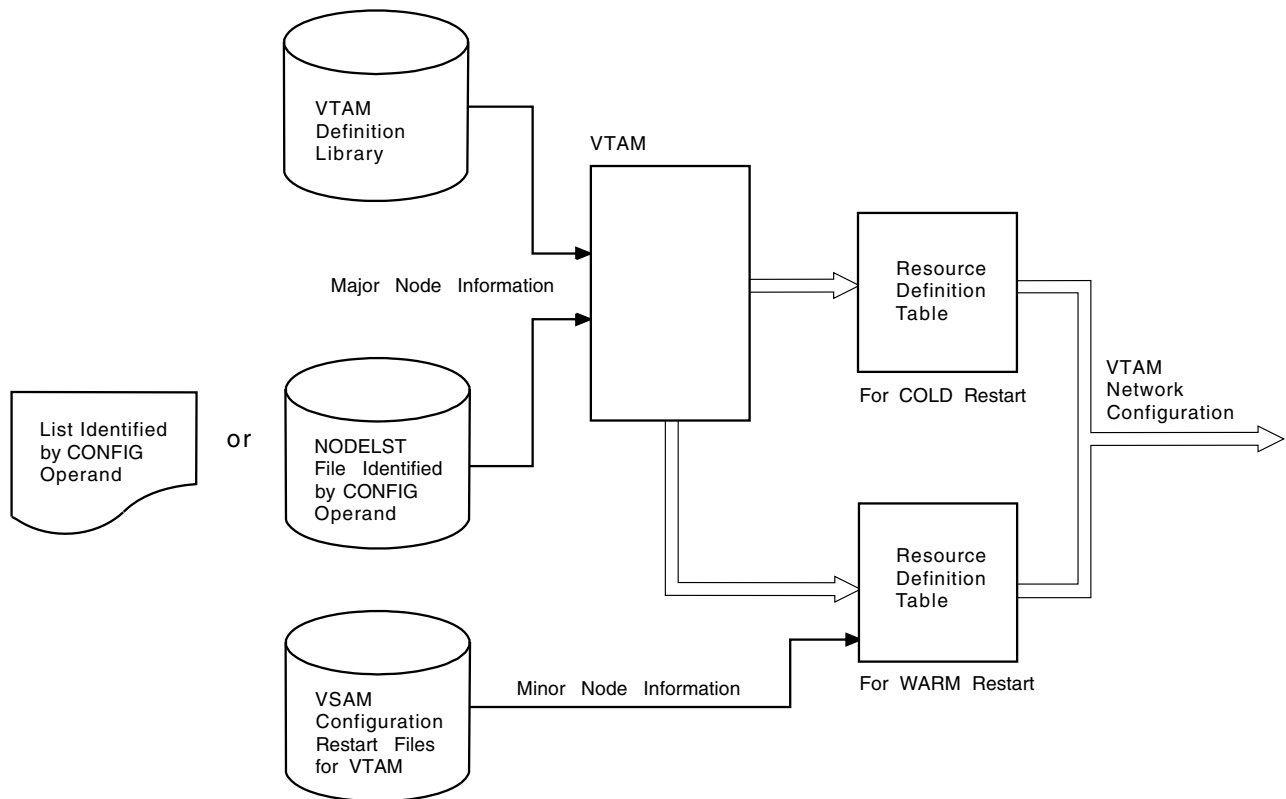 VTAM
Definition
Library
VTAM
Major Node Information
Resource
Definition
Table
For COLD Restart
VTAM
Network
Configuration
List Identified
by CONFIG
Operand
or
NODELST
File Identified
by CONFIG
Operand
Resource
Definition
Table
For WARM Restart
Minor Node Information
VSAM
Configuration
Restart Files
for VTAM